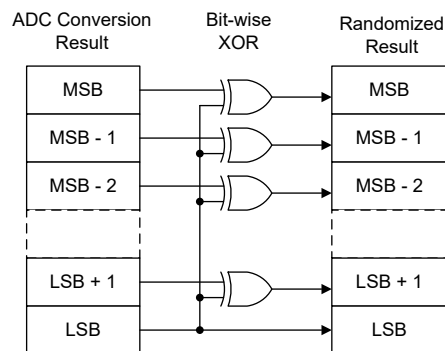 ADC Conversion
Result
Bit-wise
XOR
Randomized
Result
MSB
MSB
MSB - 1
MSB - 1
MSB - 2
MSB - 2
LSB + 1
LSB + 1
LSB
LSB